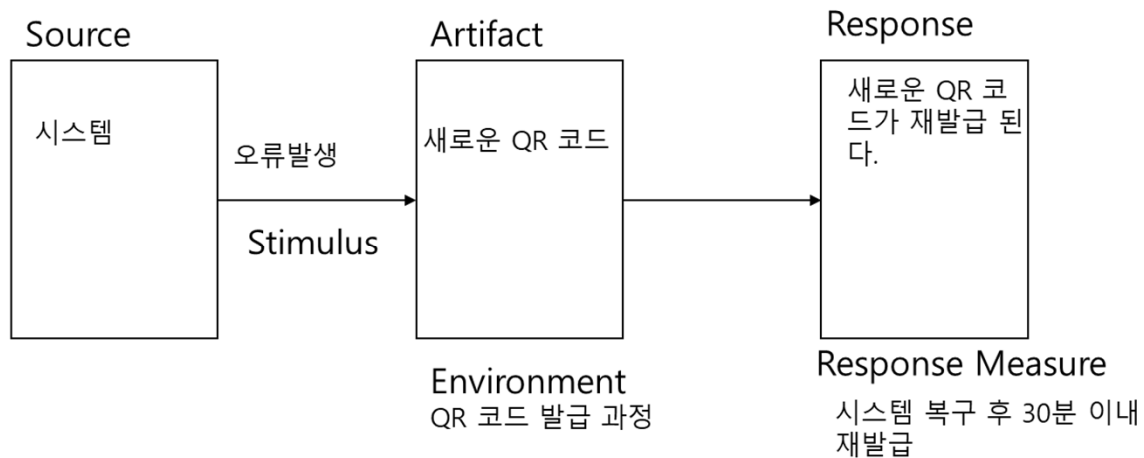 Source
시스템
오류발생
Stimulus
Artifact
새로운 QR 코드
Environment
QR 코드 발급 과정
Response
새로운 QR 코
드가 재발급 된
다.
Response Measure
시스템 복구 후 30분 이내
재발급